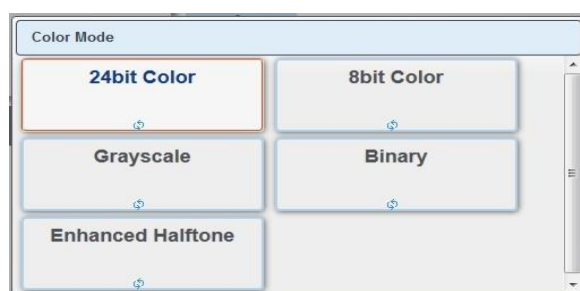 Color Mode
24bit Color
8bit Color
Grayscale
Binary
Enhanced Halftone